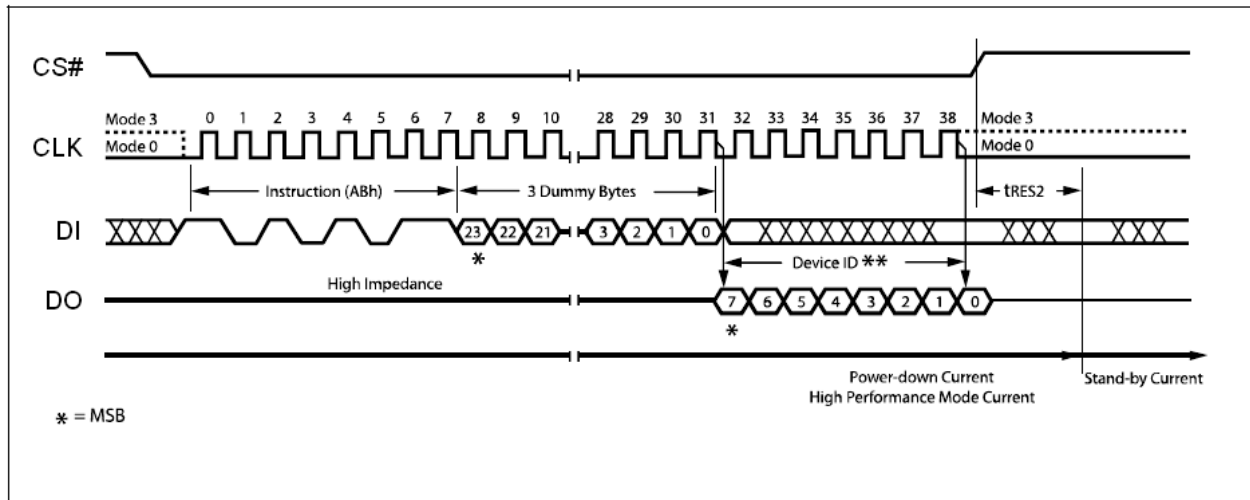 CS#
Mode 3 0 1 2 3 4 5 6 7 8 9 10 28 29 30 31 32 33 34 35 36 37 38 Mode 3
CLK Mode 0 Mode 0
Instruction (ABh) 3 Dummy Bytes tRES2
DI 23 22 21 3 2 1 0
* Device ID **
High Impedance
DO 7 6 5 4 3 2 1 0
*
Power-down Current Stand-by Current
High Performance Mode Current
* = MSB